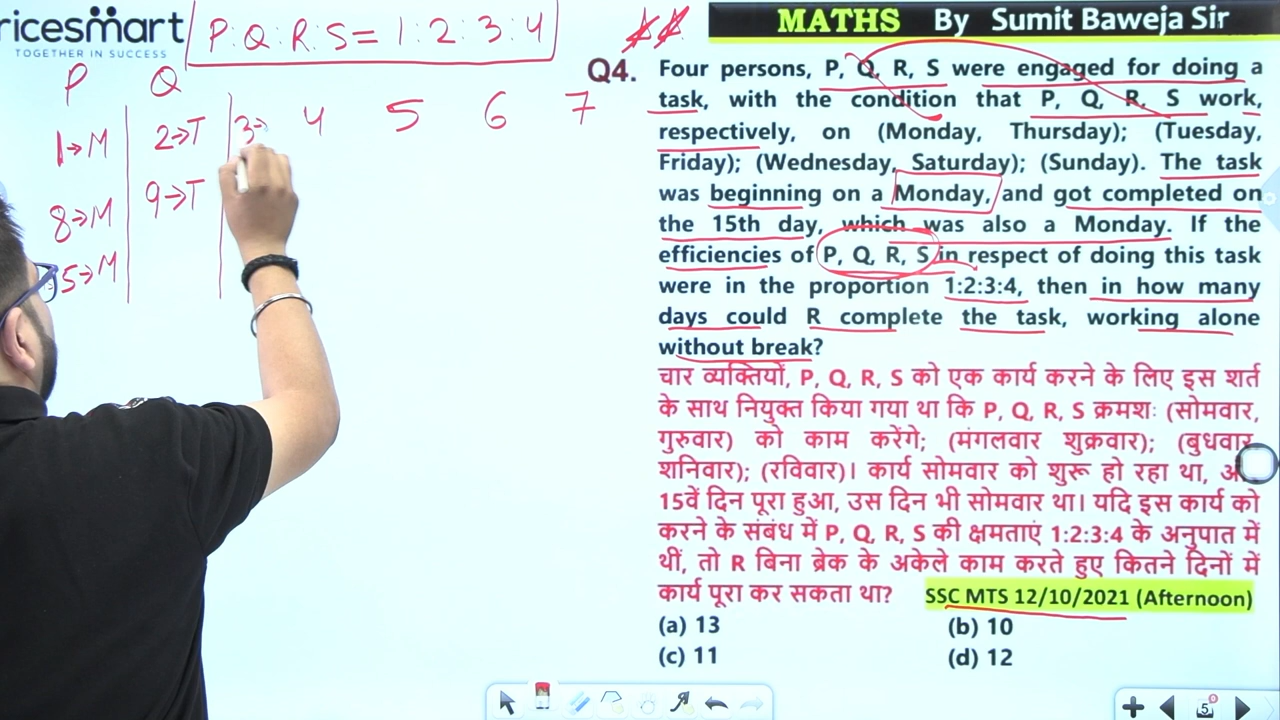 ricesmart
TOGETHER IN SUCCESS
P:Q:R:S = 1:2:3:4
MATHS By Sumit Baweja Sir
P Q
1→M 2→T 3→ 4 5 6 7
8→M 9→T
5→M
Q4. Four persons, P, Q, R, S were engaged for doing a
task, with the condition that P, Q, R, S work,
respectively, on (Monday, Thursday); (Tuesday,
Friday); (Wednesday, Saturday); (Sunday). The task
was beginning on a Monday, and got completed on
the 15th day, which was also a Monday. If the
efficiencies of P, Q, R, S in respect of doing this task
were in the proportion 1:2:3:4, then in how many
days could R complete the task, working alone
without break?
चार व्यक्तियों, P, Q, R, S को एक कार्य करने के लिए इस शर्त
के साथ नियुक्त किया गया था कि P, Q, R, S क्रमशः (सोमवार,
गुरुवार) को काम करेंगे; (मंगलवार शुक्रवार); (बुधवार,
शनिवार); (रविवार)। कार्य सोमवार को शुरू हो रहा था,
15वें दिन पूरा हुआ, उस दिन भी सोमवार था। यदि इस कार्य को
करने के संबंध में P, Q, R, S की क्षमताएं 1:2:3:4 के अनुपात में
थीं, तो R बिना ब्रेक के अकेले काम करते हुए कितने दिनों में
कार्य पूरा कर सकता था? SSC MTS 12/10/2021 (Afternoon)
(a) 13 (b) 10
(c) 11 (d) 12
5